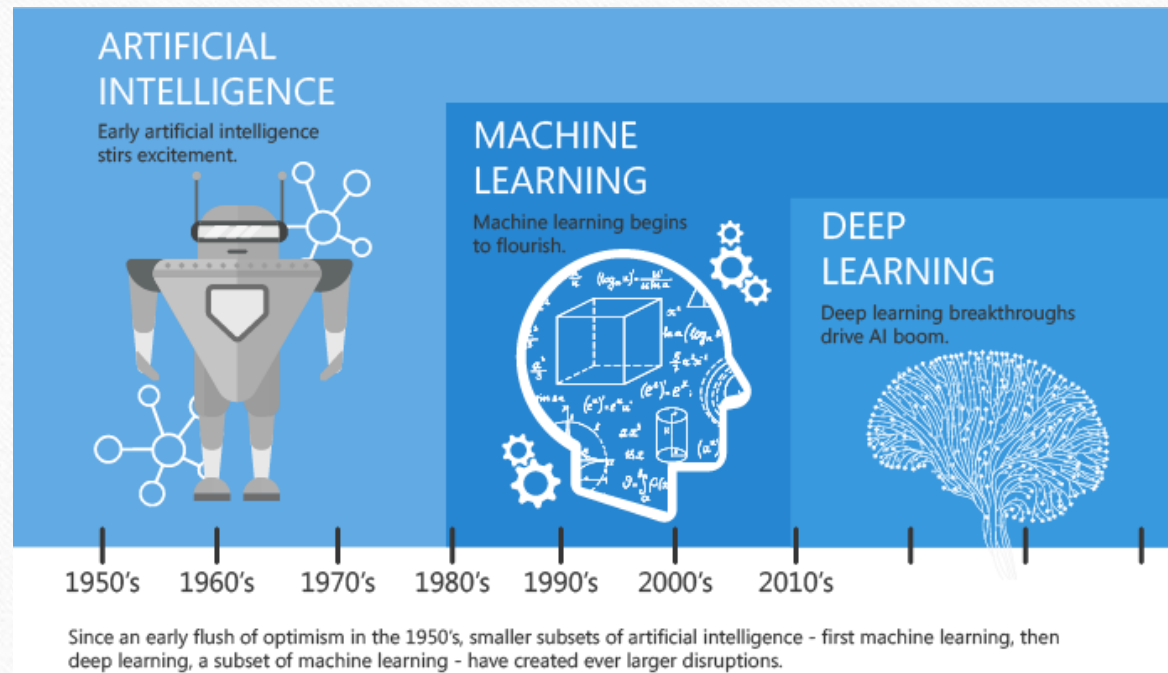 ARTIFICIAL
INTELLIGENCE
Early artificial intelligence
stirs excitement.
MACHINE
LEARNING
Machine learning begins
to flourish.
DEEP
LEARNING
Deep learning breakthroughs
drive AI boom.
1950's 1960's 1970's 1980's 1990's 2000's 2010's
Since an early flush of optimism in the 1950's, smaller subsets of artificial intelligence - first machine learning, then
deep learning, a subset of machine learning - have created ever larger disruptions.